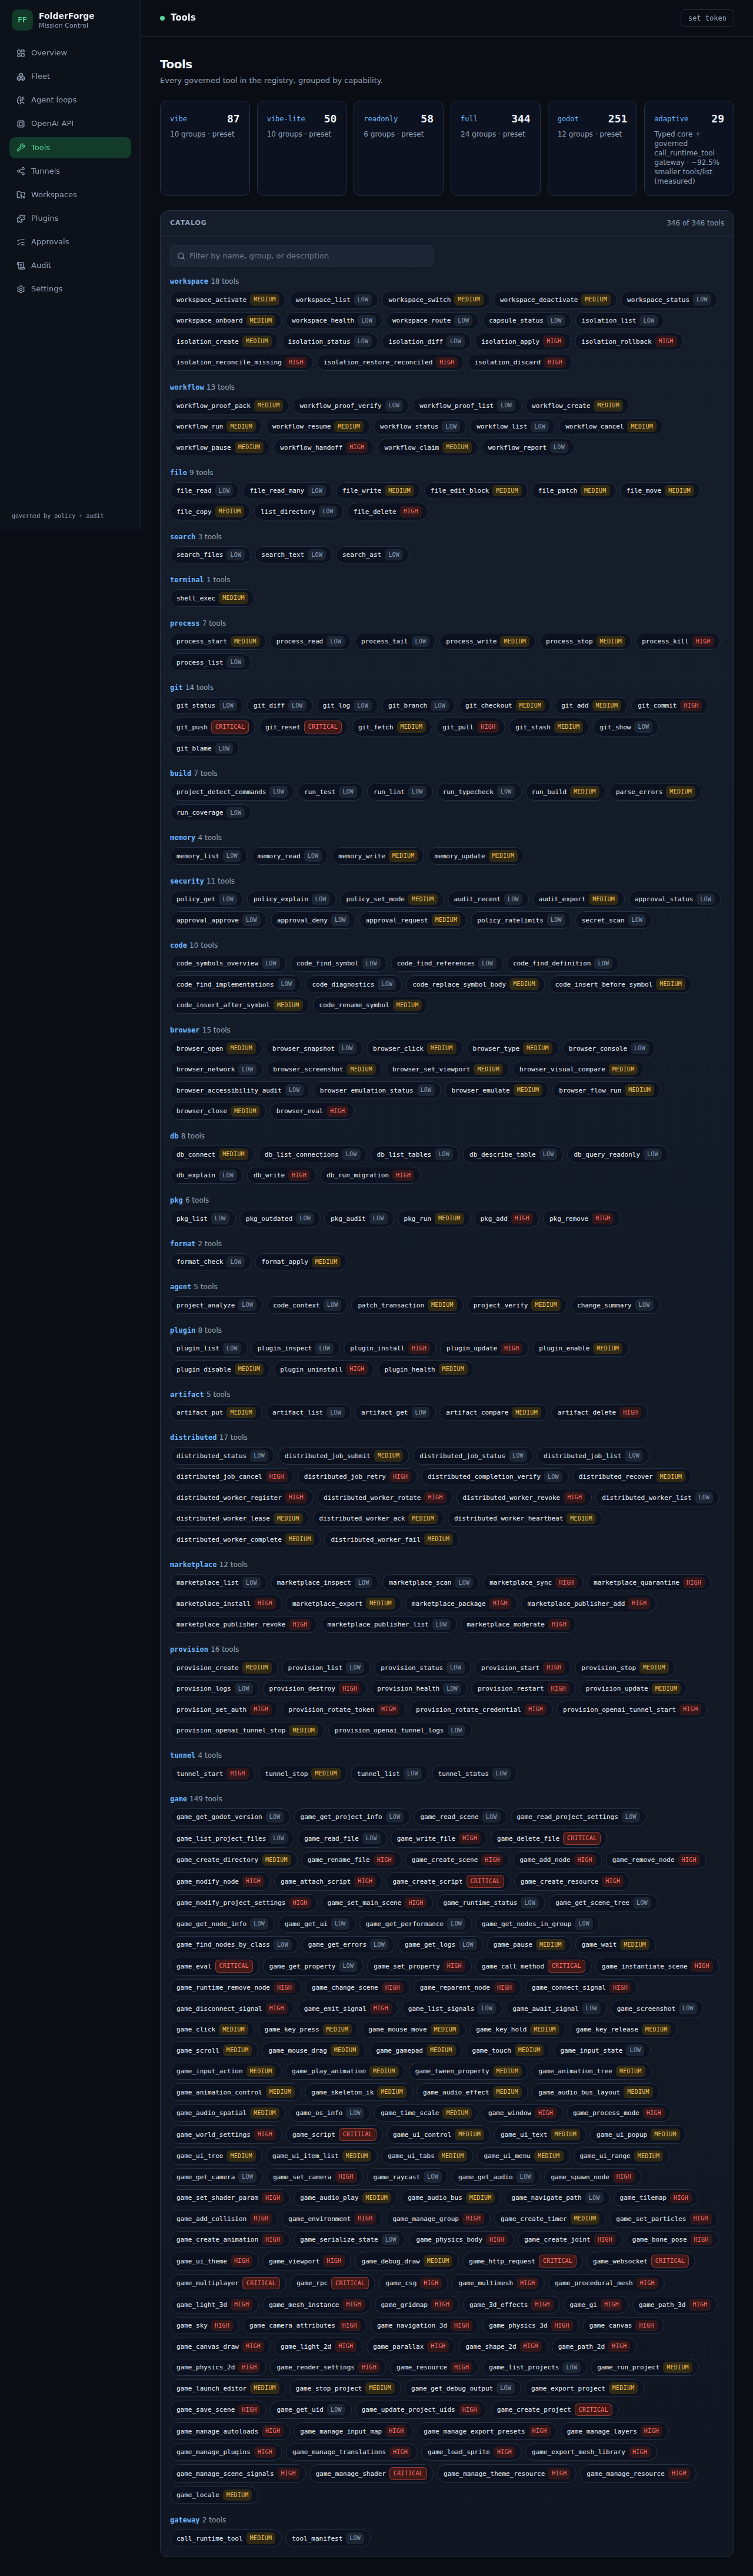 FF
FolderForge
Mission Control
Overview
Fleet
Agent loops
OpenAI API
Tools
Tunnels
Workspaces
Plugins
Approvals
Audit
Settings
governed by policy + audit
Tools
set token
Tools
Every governed tool in the registry, grouped by capability.
vibe 87
10 groups · preset
vibe-lite 50
10 groups · preset
readonly 58
6 groups · preset
full 344
24 groups · preset
godot 251
12 groups · preset
adaptive 29
Typed core +
governed
call_runtime_tool
gateway · ~92.5%
smaller tools/list
(measured)
CATALOG 346 of 346 tools
Filter by name, group, or description
workspace 18 tools
workspace_activate MEDIUM workspace_list LOW workspace_switch MEDIUM workspace_deactivate MEDIUM workspace_status LOW
workspace_onboard MEDIUM workspace_health LOW workspace_route LOW capsule_status LOW isolation_list LOW
isolation_create MEDIUM isolation_status LOW isolation_diff LOW isolation_apply HIGH isolation_rollback HIGH
isolation_reconcile_missing HIGH isolation_restore_reconciled HIGH isolation_discard HIGH
workflow 13 tools
workflow_proof_pack MEDIUM workflow_proof_verify LOW workflow_proof_list LOW workflow_create MEDIUM
workflow_run MEDIUM workflow_resume MEDIUM workflow_status LOW workflow_list LOW workflow_cancel MEDIUM
workflow_pause MEDIUM workflow_handoff HIGH workflow_claim MEDIUM workflow_report LOW
file 9 tools
file_read LOW file_read_many LOW file_write MEDIUM file_edit_block MEDIUM file_patch MEDIUM file_move MEDIUM
file_copy MEDIUM list_directory LOW file_delete HIGH
search 3 tools
search_files LOW search_text LOW search_ast LOW
terminal 1 tools
shell_exec MEDIUM
process 7 tools
process_start MEDIUM process_read LOW process_tail LOW process_write MEDIUM process_stop MEDIUM process_kill HIGH
process_list LOW
git 14 tools
git_status LOW git_diff LOW git_log LOW git_branch LOW git_checkout MEDIUM git_add MEDIUM git_commit HIGH
git_push CRITICAL git_reset CRITICAL git_fetch MEDIUM git_pull HIGH git_stash MEDIUM git_show LOW
git_blame LOW
build 7 tools
project_detect_commands LOW run_test LOW run_lint LOW run_typecheck LOW run_build MEDIUM parse_errors MEDIUM
run_coverage LOW
memory 4 tools
memory_list LOW memory_read LOW memory_write MEDIUM memory_update MEDIUM
security 11 tools
policy_get LOW policy_explain LOW policy_set_mode MEDIUM audit_recent LOW audit_export MEDIUM approval_status LOW
approval_approve LOW approval_deny LOW approval_request MEDIUM policy_ratelimits LOW secret_scan LOW
code 10 tools
code_symbols_overview LOW code_find_symbol LOW code_find_references LOW code_find_definition LOW
code_find_implementations LOW code_diagnostics LOW code_replace_symbol_body MEDIUM code_insert_before_symbol MEDIUM
code_insert_after_symbol MEDIUM code_rename_symbol MEDIUM
browser 15 tools
browser_open MEDIUM browser_snapshot LOW browser_click MEDIUM browser_type MEDIUM browser_console LOW
browser_network LOW browser_screenshot MEDIUM browser_set_viewport MEDIUM browser_visual_compare MEDIUM
browser_accessibility_audit LOW browser_emulation_status LOW browser_emulate MEDIUM browser_flow_run MEDIUM
browser_close MEDIUM browser_eval HIGH
db 8 tools
db_connect MEDIUM db_list_connections LOW db_list_tables LOW db_describe_table LOW db_query_readonly LOW
db_explain LOW db_write HIGH db_run_migration HIGH
pkg 6 tools
pkg_list LOW pkg_outdated LOW pkg_audit LOW pkg_run MEDIUM pkg_add HIGH pkg_remove HIGH
format 2 tools
format_check LOW format_apply MEDIUM
agent 5 tools
project_analyze LOW code_context LOW patch_transaction MEDIUM project_verify MEDIUM change_summary LOW
plugin 8 tools
plugin_list LOW plugin_inspect LOW plugin_install HIGH plugin_update HIGH plugin_enable MEDIUM
plugin_disable MEDIUM plugin_uninstall HIGH plugin_health MEDIUM
artifact 5 tools
artifact_put MEDIUM artifact_list LOW artifact_get LOW artifact_compare MEDIUM artifact_delete HIGH
distributed 17 tools
distributed_status LOW distributed_job_submit MEDIUM distributed_job_status LOW distributed_job_list LOW
distributed_job_cancel HIGH distributed_job_retry HIGH distributed_completion_verify LOW distributed_recover MEDIUM
distributed_worker_register HIGH distributed_worker_rotate HIGH distributed_worker_revoke HIGH distributed_worker_list LOW
distributed_worker_lease MEDIUM distributed_worker_ack MEDIUM distributed_worker_heartbeat MEDIUM
distributed_worker_complete MEDIUM distributed_worker_fail MEDIUM
marketplace 12 tools
marketplace_list LOW marketplace_inspect LOW marketplace_scan LOW marketplace_sync HIGH marketplace_quarantine HIGH
marketplace_install HIGH marketplace_export MEDIUM marketplace_package HIGH marketplace_publisher_add HIGH
marketplace_publisher_revoke HIGH marketplace_publisher_list LOW marketplace_moderate HIGH
provision 16 tools
provision_create MEDIUM provision_list LOW provision_status LOW provision_start HIGH provision_stop MEDIUM
provision_logs LOW provision_destroy HIGH provision_health LOW provision_restart HIGH provision_update MEDIUM
provision_set_auth HIGH provision_rotate_token HIGH provision_rotate_credential HIGH provision_openai_tunnel_start HIGH
provision_openai_tunnel_stop MEDIUM provision_openai_tunnel_logs LOW
tunnel 4 tools
tunnel_start HIGH tunnel_stop MEDIUM tunnel_list LOW tunnel_status LOW
game 149 tools
game_get_godot_version LOW game_get_project_info LOW game_read_scene LOW game_read_project_settings LOW
game_list_project_files LOW game_read_file LOW game_write_file HIGH game_delete_file CRITICAL
game_create_directory MEDIUM game_rename_file HIGH game_create_scene HIGH game_add_node HIGH game_remove_node HIGH
game_modify_node HIGH game_attach_script HIGH game_create_script CRITICAL game_create_resource HIGH
game_modify_project_settings HIGH game_set_main_scene HIGH game_runtime_status LOW game_get_scene_tree LOW
game_get_node_info LOW game_get_ui LOW game_get_performance LOW game_get_nodes_in_group LOW
game_find_nodes_by_class LOW game_get_errors LOW game_get_logs LOW game_pause MEDIUM game_wait MEDIUM
game_eval CRITICAL game_get_property LOW game_set_property HIGH game_call_method CRITICAL game_instantiate_scene HIGH
game_runtime_remove_node HIGH game_change_scene HIGH game_reparent_node HIGH game_connect_signal HIGH
game_disconnect_signal HIGH game_emit_signal HIGH game_list_signals LOW game_await_signal LOW game_screenshot LOW
game_click MEDIUM game_key_press MEDIUM game_mouse_move MEDIUM game_key_hold MEDIUM game_key_release MEDIUM
game_scroll MEDIUM game_mouse_drag MEDIUM game_gamepad MEDIUM game_touch MEDIUM game_input_state LOW
game_input_action MEDIUM game_play_animation MEDIUM game_tween_property MEDIUM game_animation_tree MEDIUM
game_animation_control MEDIUM game_skeleton_ik MEDIUM game_audio_effect MEDIUM game_audio_bus_layout MEDIUM
game_audio_spatial MEDIUM game_os_info LOW game_time_scale MEDIUM game_window HIGH game_process_mode HIGH
game_world_settings HIGH game_script CRITICAL game_ui_control MEDIUM game_ui_text MEDIUM game_ui_popup MEDIUM
game_ui_tree MEDIUM game_ui_item_list MEDIUM game_ui_tabs MEDIUM game_ui_menu MEDIUM game_ui_range MEDIUM
game_get_camera LOW game_set_camera HIGH game_raycast LOW game_get_audio LOW game_spawn_node HIGH
game_set_shader_param HIGH game_audio_play MEDIUM game_audio_bus MEDIUM game_navigate_path LOW game_tilemap HIGH
game_add_collision HIGH game_environment HIGH game_manage_group HIGH game_create_timer MEDIUM game_set_particles HIGH
game_create_animation HIGH game_serialize_state LOW game_physics_body HIGH game_create_joint HIGH game_bone_pose HIGH
game_ui_theme HIGH game_viewport HIGH game_debug_draw MEDIUM game_http_request CRITICAL game_websocket CRITICAL
game_multiplayer CRITICAL game_rpc CRITICAL game_csg HIGH game_multimesh HIGH game_procedural_mesh HIGH
game_light_3d HIGH game_mesh_instance HIGH game_gridmap HIGH game_3d_effects HIGH game_gi HIGH game_path_3d HIGH
game_sky HIGH game_camera_attributes HIGH game_navigation_3d HIGH game_physics_3d HIGH game_canvas HIGH
game_canvas_draw HIGH game_light_2d HIGH game_parallax HIGH game_shape_2d HIGH game_path_2d HIGH
game_physics_2d HIGH game_render_settings HIGH game_resource HIGH game_list_projects LOW game_run_project MEDIUM
game_launch_editor MEDIUM game_stop_project MEDIUM game_get_debug_output LOW game_export_project MEDIUM
game_save_scene HIGH game_get_uid LOW game_update_project_uids HIGH game_create_project CRITICAL
game_manage_autoloads HIGH game_manage_input_map HIGH game_manage_export_presets HIGH game_manage_layers HIGH
game_manage_plugins HIGH game_manage_translations HIGH game_load_sprite HIGH game_export_mesh_library HIGH
game_manage_scene_signals HIGH game_manage_shader CRITICAL game_manage_theme_resource HIGH game_manage_resource HIGH
game_locale MEDIUM
gateway 2 tools
call_runtime_tool MEDIUM tool_manifest LOW